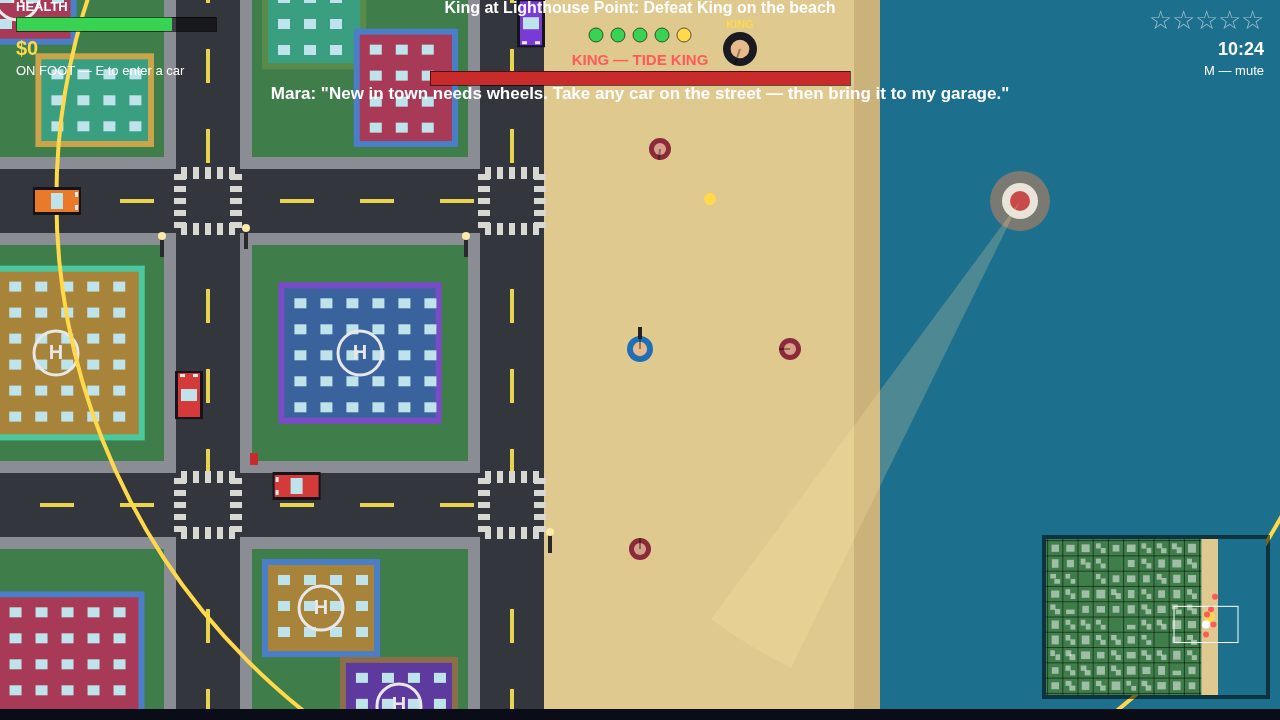 HEALTH
$0
ON FOOT — E to enter a car
King at Lighthouse Point: Defeat King on the beach
KING
KING — TIDE KING
Mara: "New in town needs wheels. Take any car on the street — then bring it to my garage."
☆☆☆☆☆
10:24
M — mute
H
H
H
H